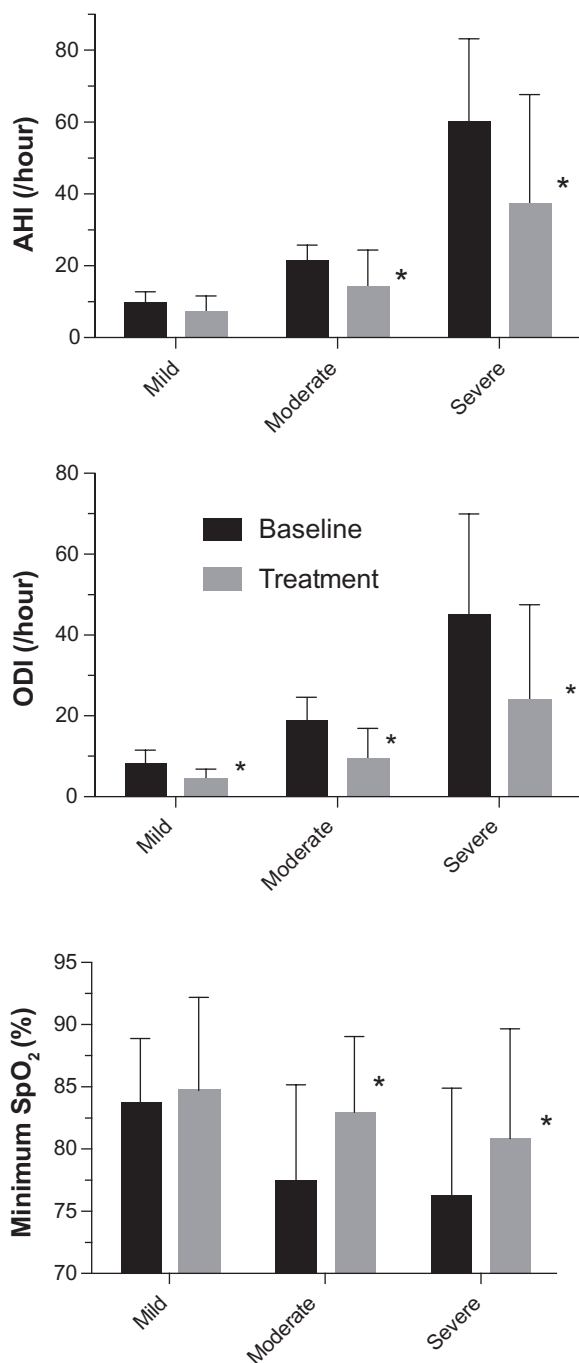 AHI (/hour)
80
60
40
20
0
*
*
Mild
Moderate
Severe
ODI (/hour)
80
60
40
20
0
Baseline
Treatment
*
*
*
Mild
Moderate
Severe
Minimum SpO₂ (%)
95
90
85
80
75
70
*
*
Mild
Moderate
Severe